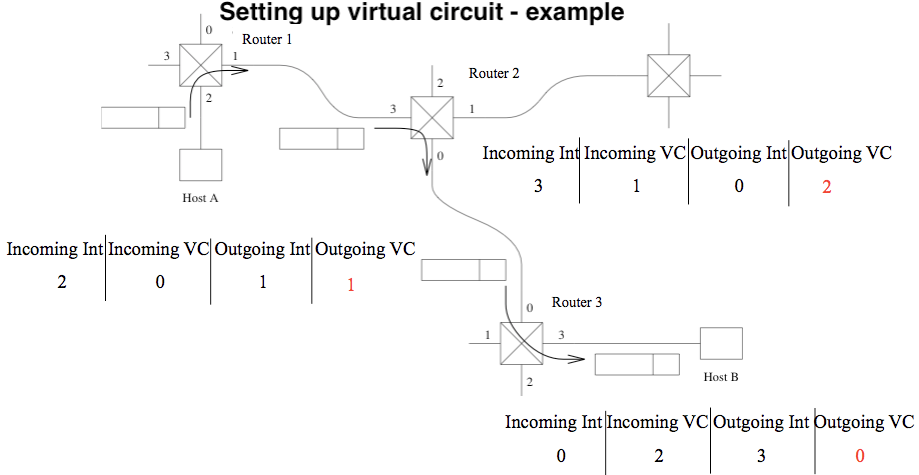 Setting up virtual circuit - example
0
Router 1
3
1
2
Host A
Router 2
2
3
1
0
Incoming Int Incoming VC Outgoing Int Outgoing VC
3 1 0 2
Incoming Int Incoming VC Outgoing Int Outgoing VC
2 0 1 1
0
Router 3
1
3
2
Host B
Incoming Int Incoming VC Outgoing Int Outgoing VC
0 2 3 0